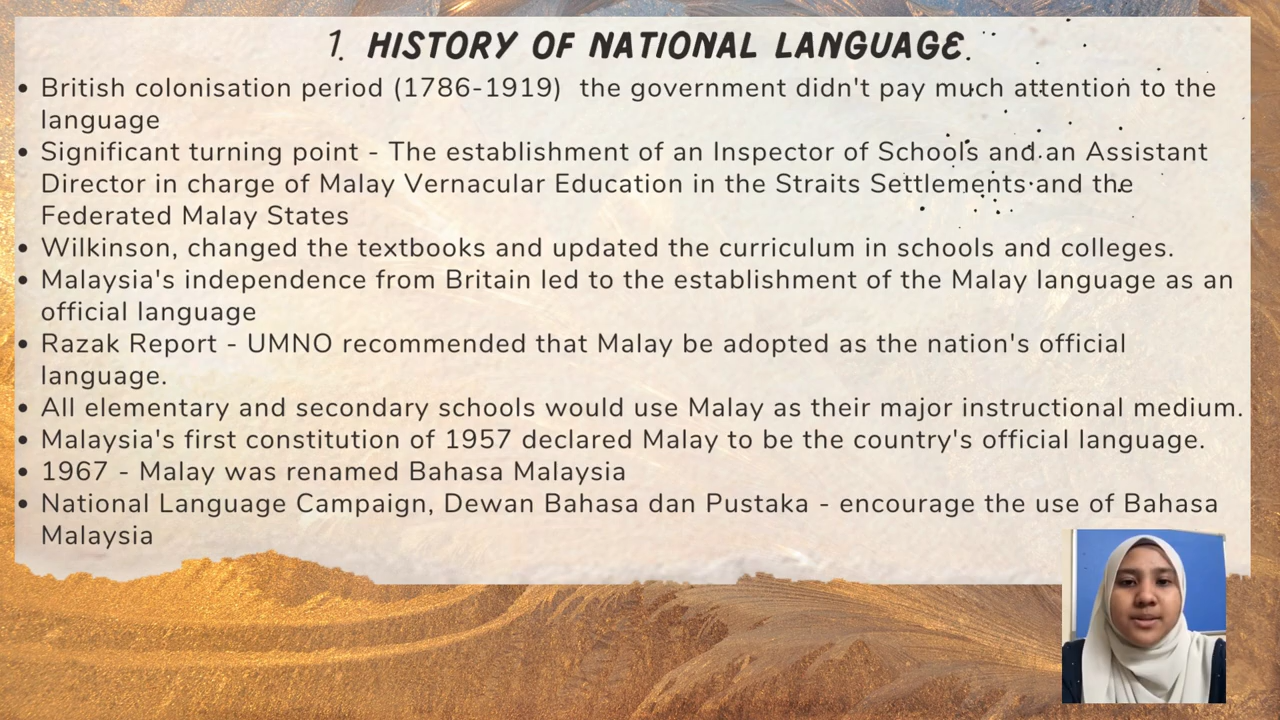 1. HISTORY OF NATIONAL LANGUAGE
• British colonisation period (1786-1919)  the government didn't pay much attention to the
language
• Significant turning point - The establishment of an Inspector of Schools and an Assistant
Director in charge of Malay Vernacular Education in the Straits Settlements and the
Federated Malay States
• Wilkinson, changed the textbooks and updated the curriculum in schools and colleges.
• Malaysia's independence from Britain led to the establishment of the Malay language as an
official language
• Razak Report - UMNO recommended that Malay be adopted as the nation's official
language.
• All elementary and secondary schools would use Malay as their major instructional medium.
• Malaysia's first constitution of 1957 declared Malay to be the country's official language.
• 1967 - Malay was renamed Bahasa Malaysia
• National Language Campaign, Dewan Bahasa dan Pustaka - encourage the use of Bahasa
Malaysia